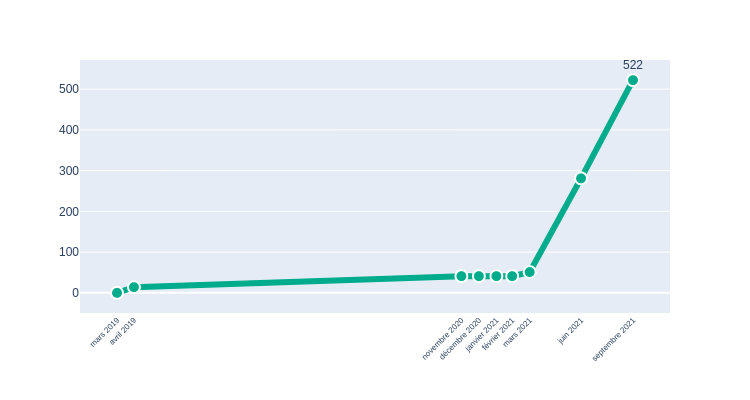 522
500
400
300
200
100
0
mars 2019
avril 2019
novembre 2020
décembre 2020
janvier 2021
février 2021
mars 2021
juin 2021
septembre 2021